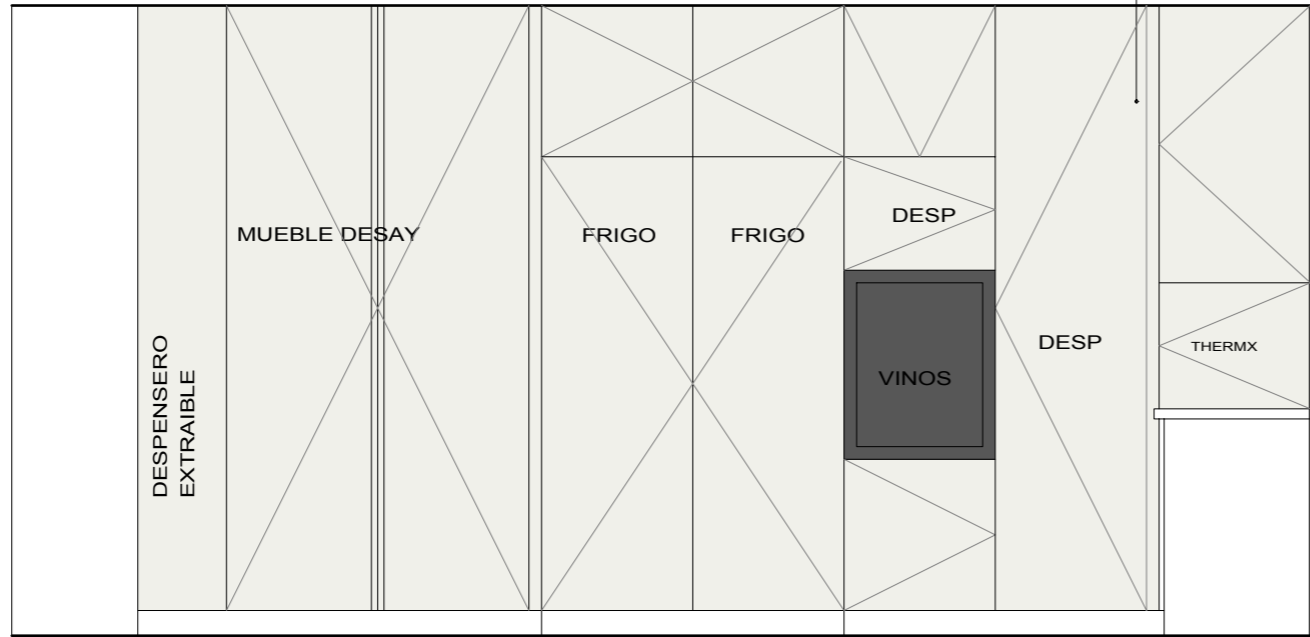 DESPENSERO
EXTRAIBLE
MUEBLE DESAY
FRIGO
FRIGO
DESP
VINOS
DESP
THERMX